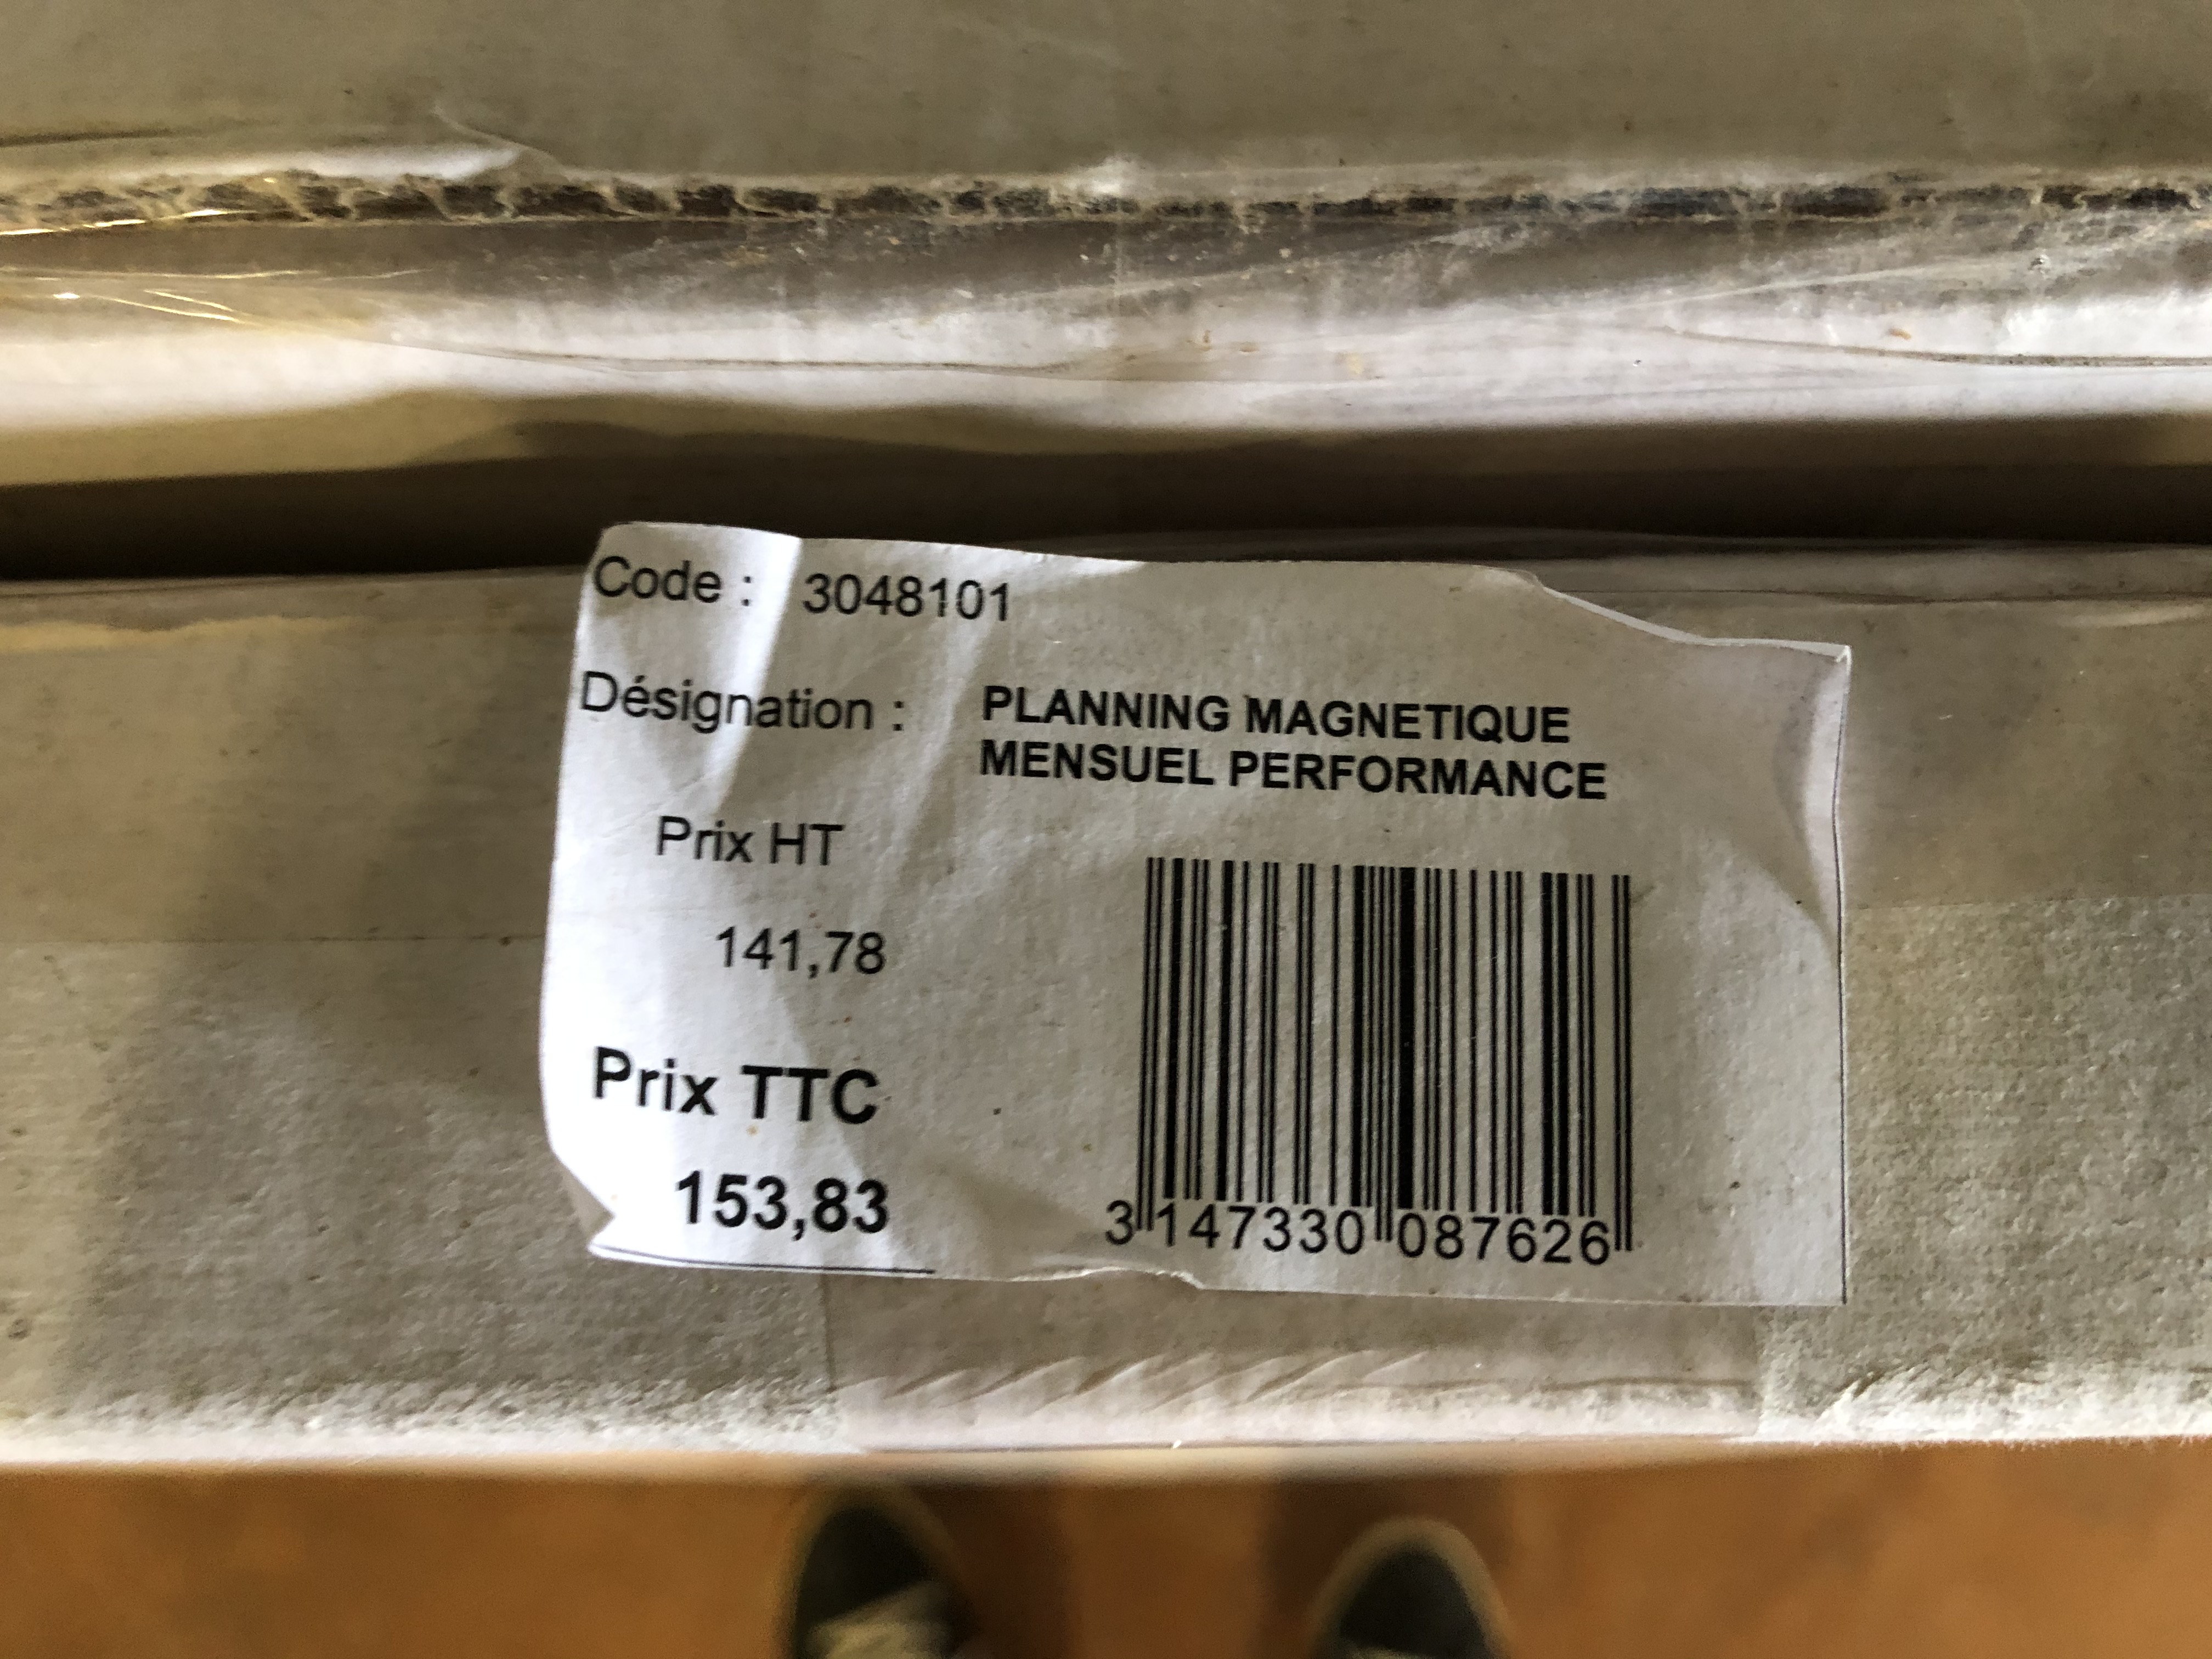 Code : 3048101
Désignation : PLANNING MAGNETIQUE
MENSUEL PERFORMANCE
Prix HT
141,78
Prix TTC
153,83
3 147330 087626